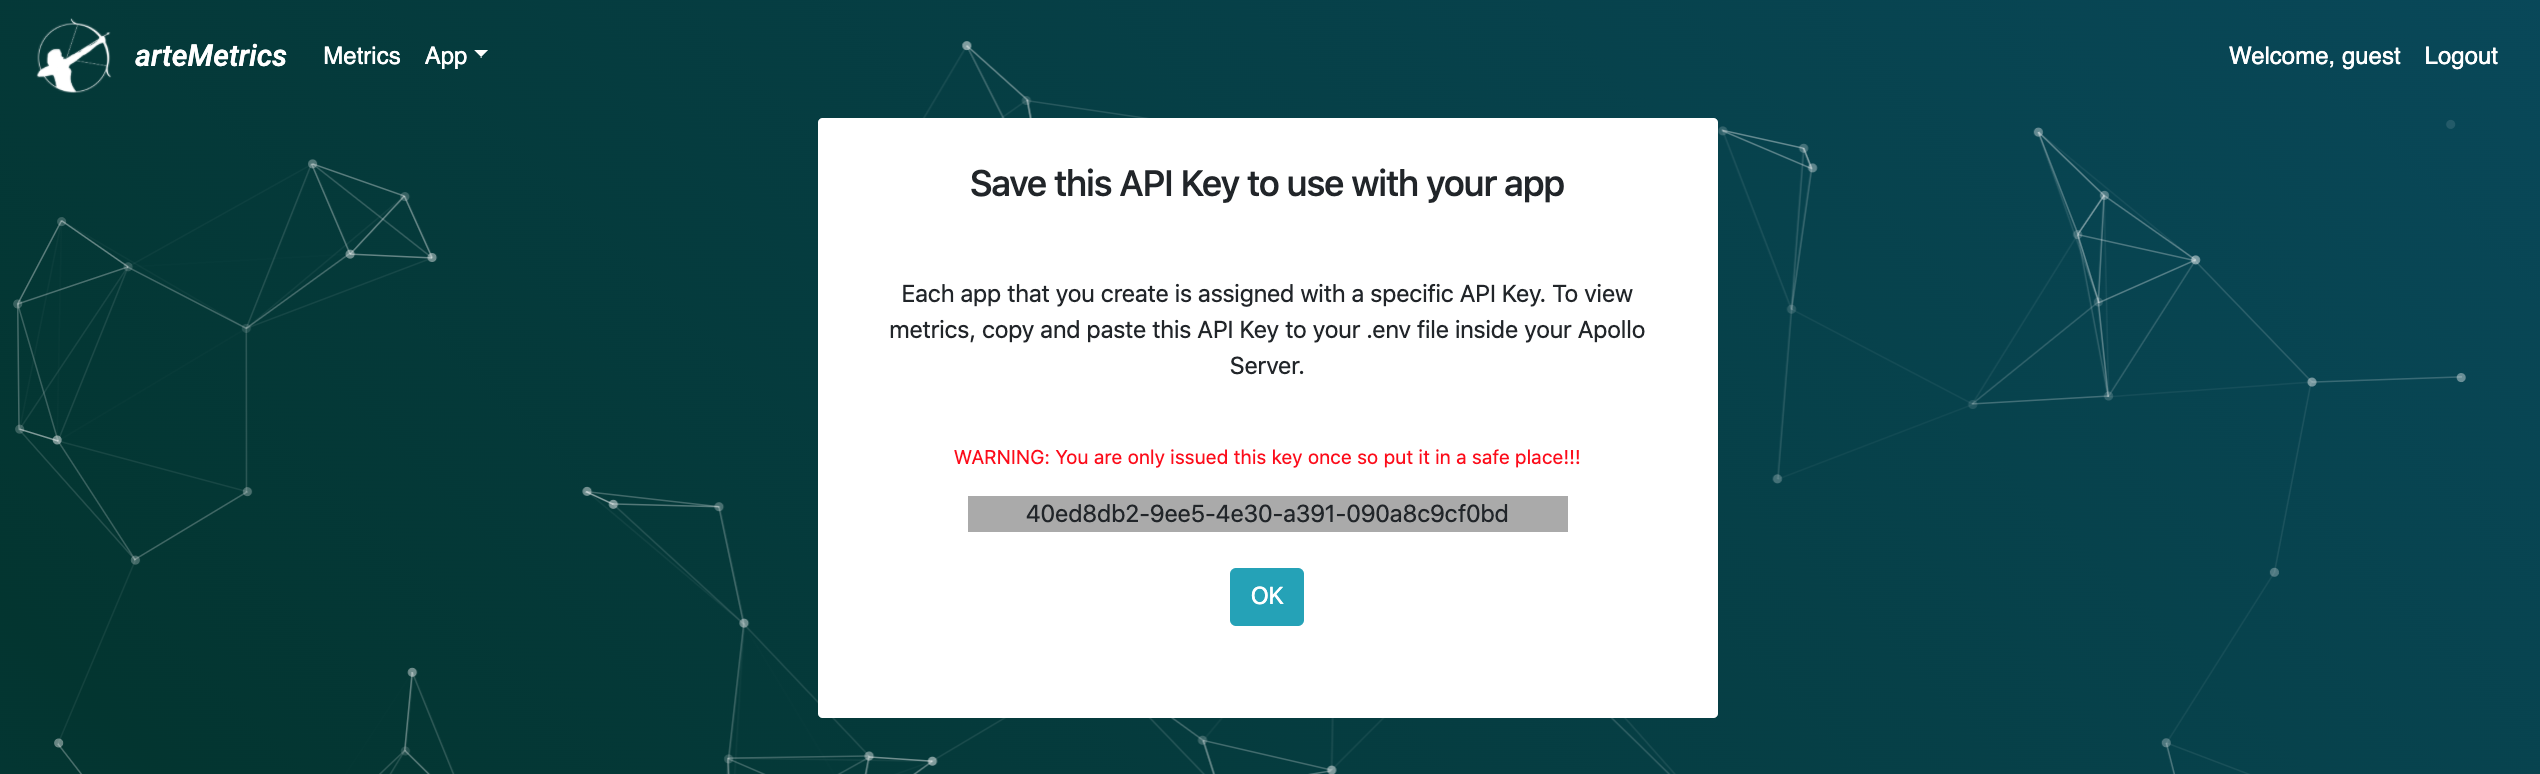 arteMetrics Metrics App Welcome, guest Logout
Save this API Key to use with your app
Each app that you create is assigned with a specific API Key. To view
metrics, copy and paste this API Key to your .env file inside your Apollo
Server.
WARNING: You are only issued this key once so put it in a safe place!!!
40ed8db2-9ee5-4e30-a391-090a8c9cf0bd
OK